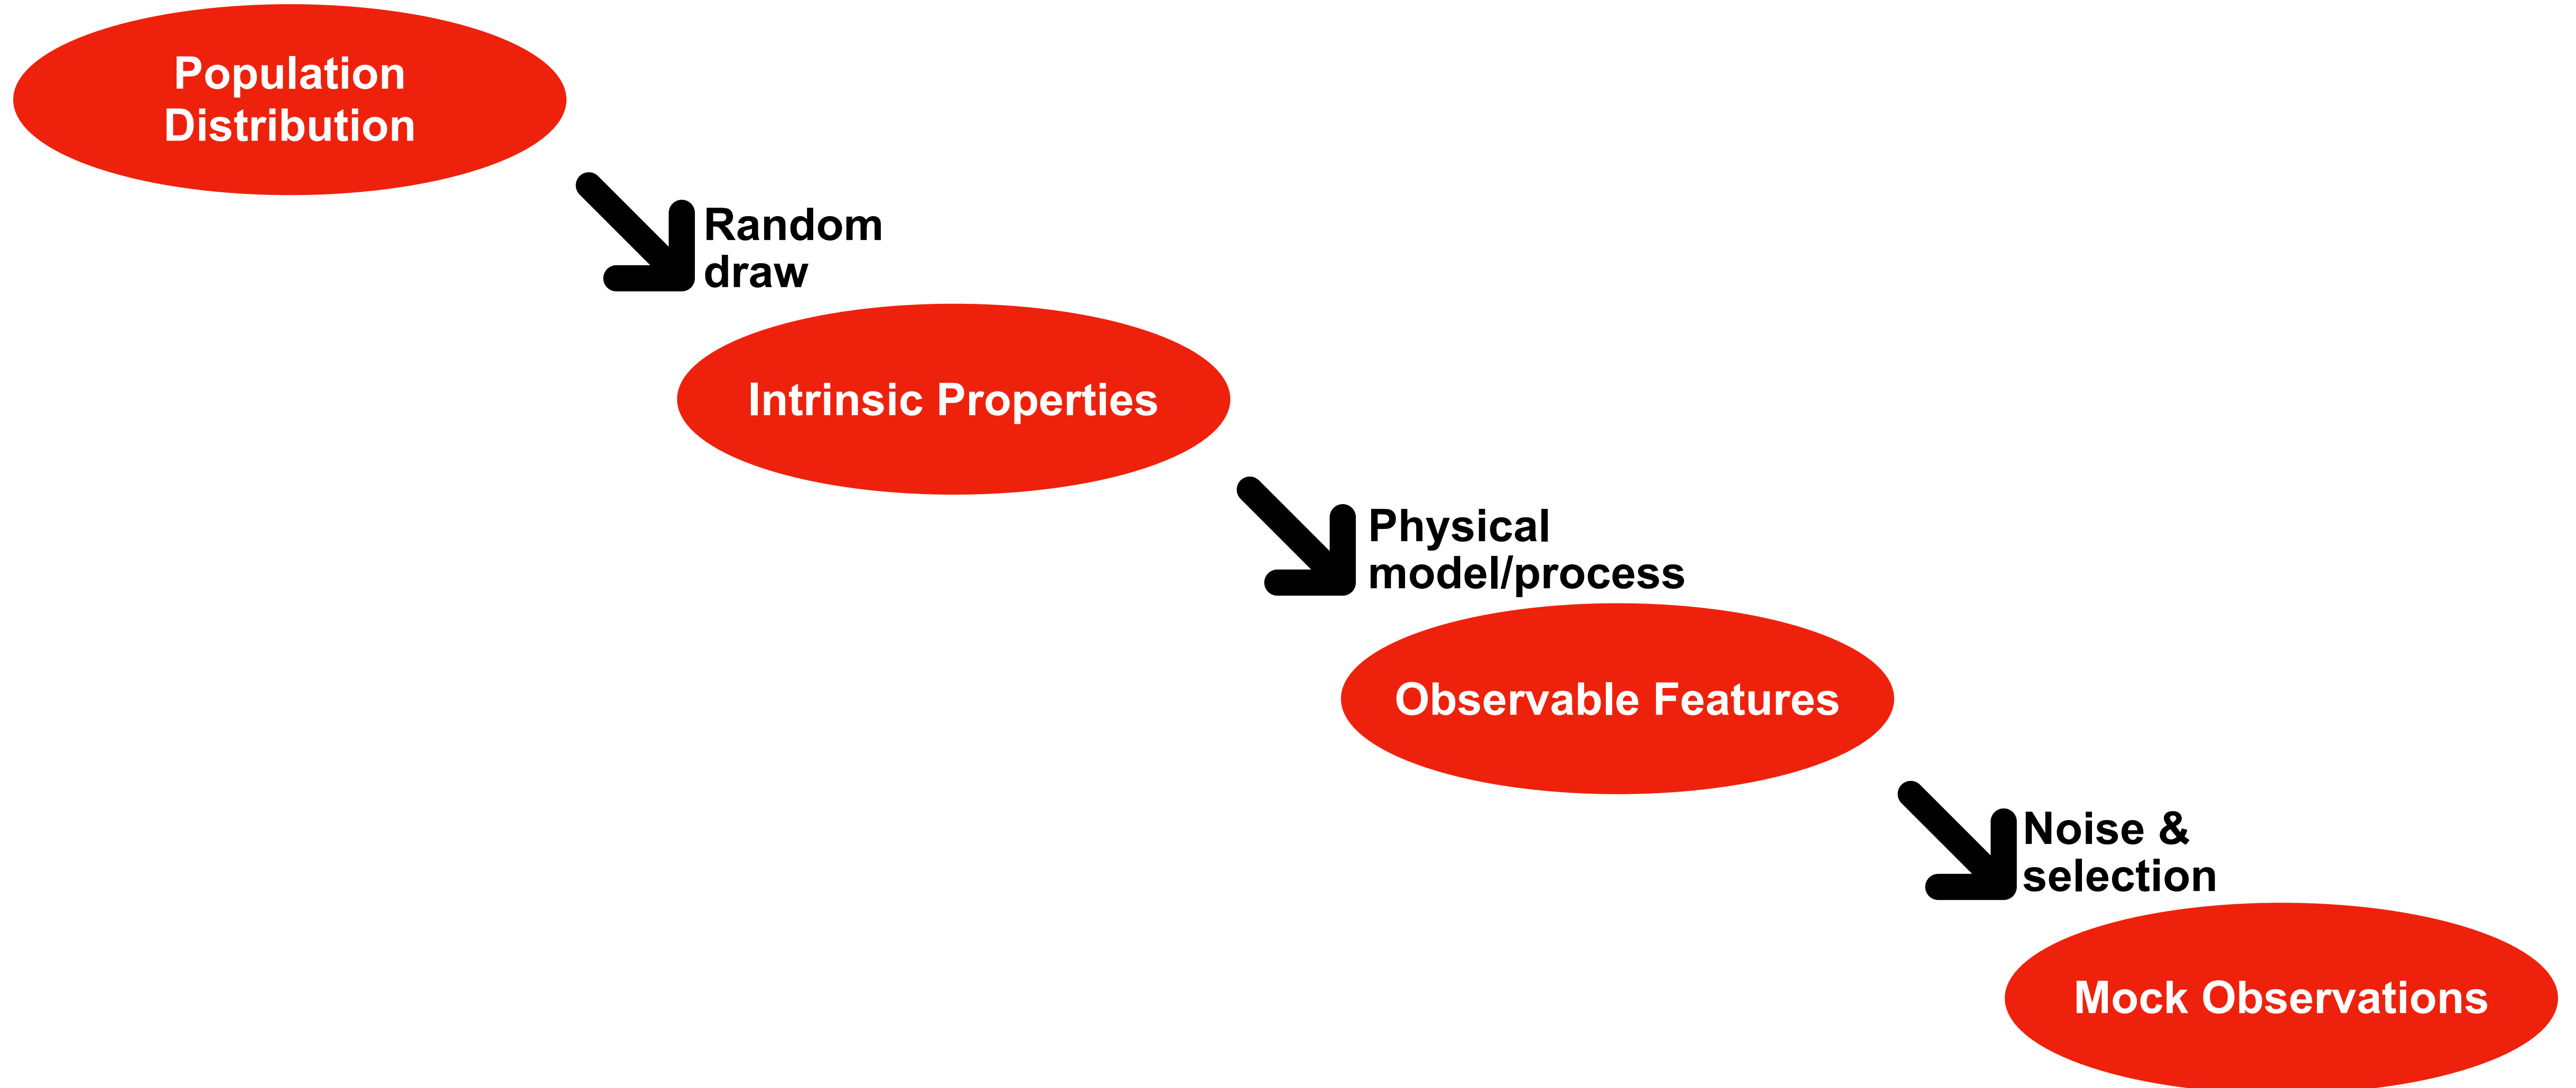 Population
Distribution
Random
draw
Intrinsic Properties
Physical
model/process
Observable Features
Noise &
selection
Mock Observations